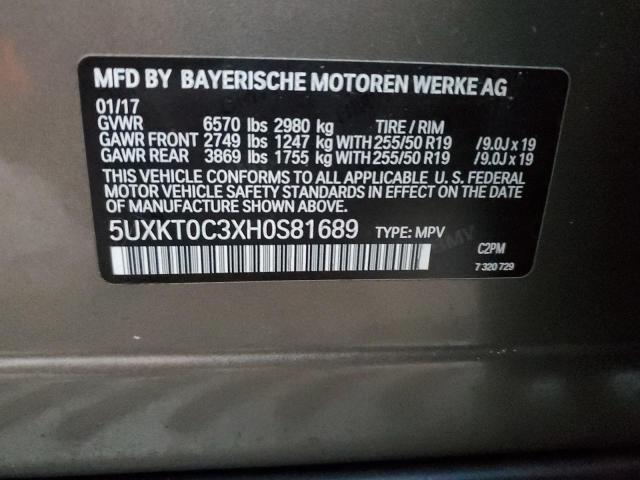 MFD BY BAYERISCHE MOTOREN WERKE AG
01/17
GVWR 6570 lbs 2980 kg TIRE / RIM
GAWR FRONT 2749 lbs 1247 kg WITH 255/50 R19 /9.0J x 19
GAWR REAR 3869 lbs 1755 kg WITH 255/50 R19 /9.0J x 19
THIS VEHICLE CONFORMS TO ALL APPLICABLE U. S. FEDERAL
MOTOR VEHICLE SAFETY STANDARDS IN EFFECT ON THE DATE
OF MANUFACTURE SHOWN ABOVE.
5UXKT0C3XH0S81689 TYPE: MPV
C2PM
7 320 729